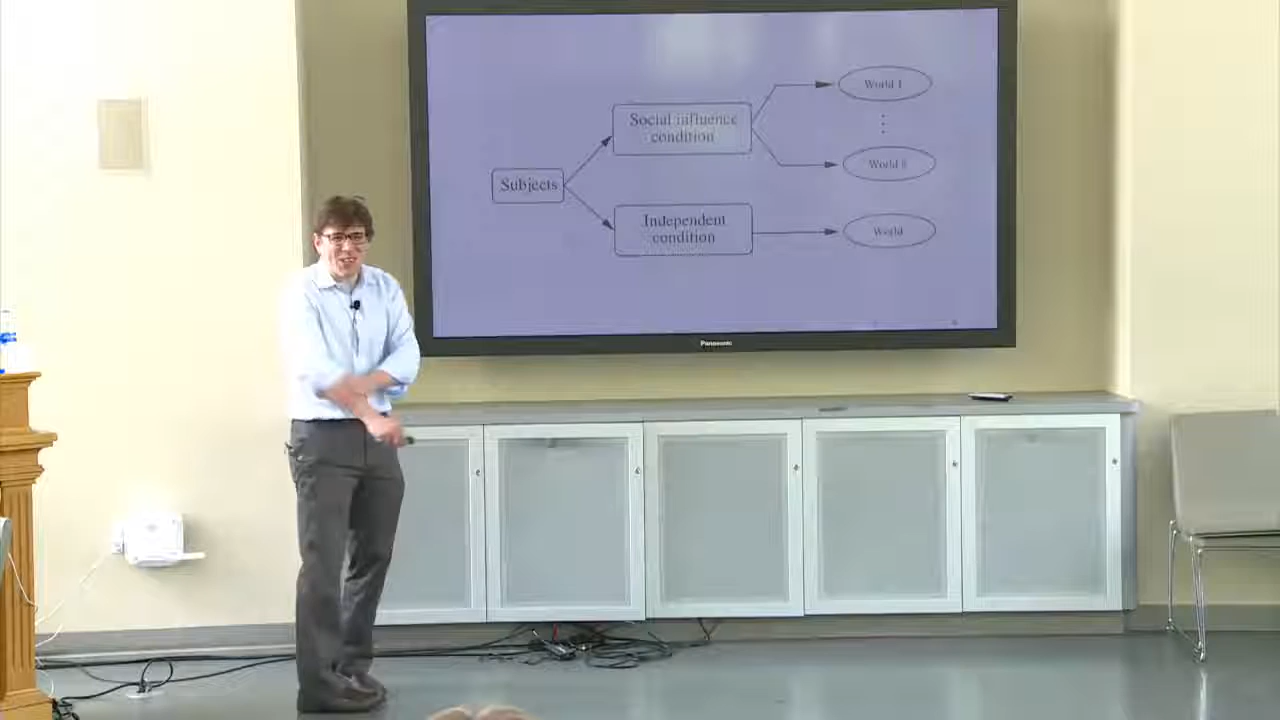 World 1
Social influence
condition
World 8
Subjects
Independent
condition
World
Panasonic